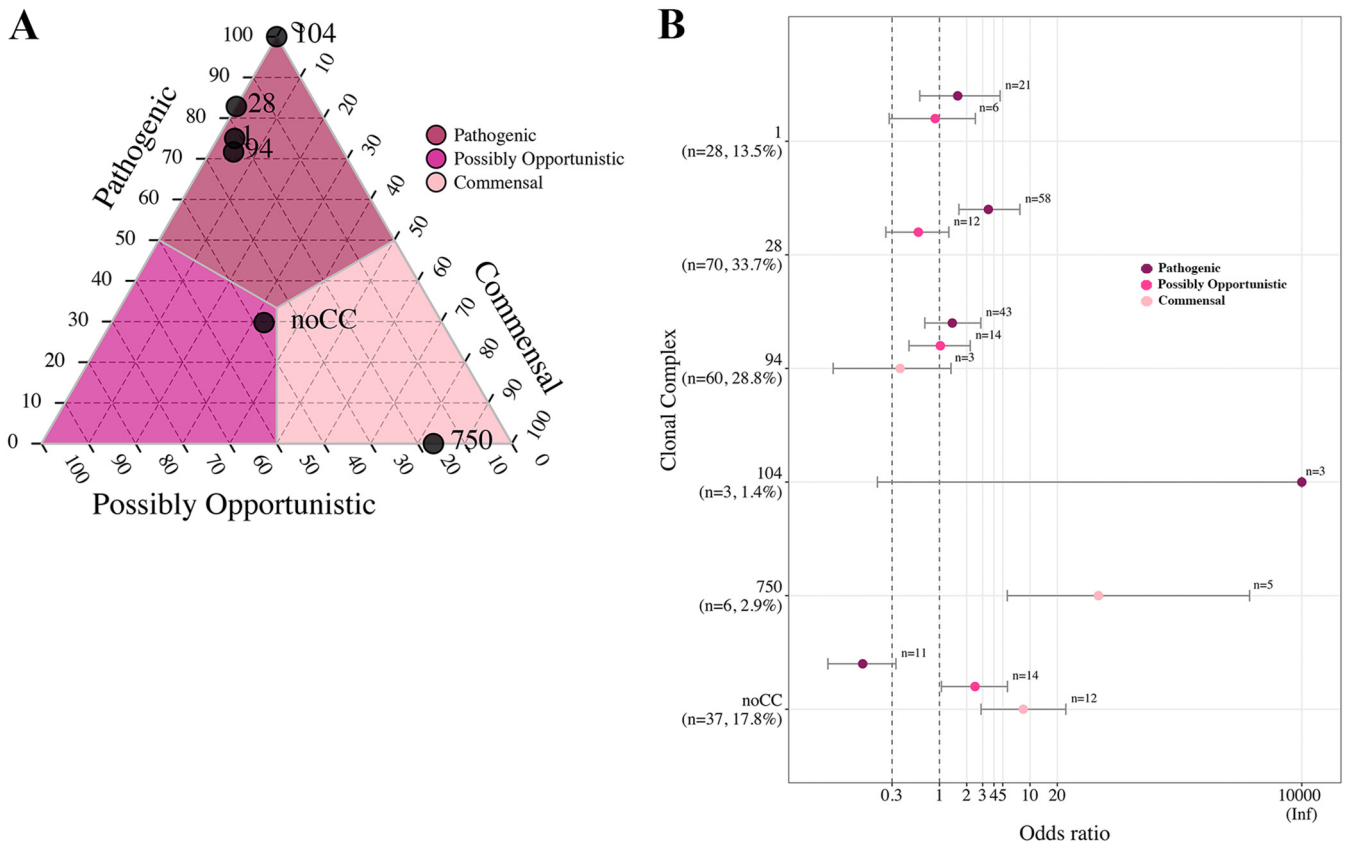 A
100
104
0
90
10
28
80
20
1
94
70
30
60
40
50
50
40
60
30
noCC
70
20
80
10
90
0
750
100
100
90
80
70
60
50
40
30
20
10
0
Pathogenic
Commensal
Possibly Opportunistic
Pathogenic
Possibly Opportunistic
Commensal
B
n=21
n=6
1
(n=28, 13.5%)
n=58
n=12
28
(n=70, 33.7%)
Pathogenic
Possibly Opportunistic
Commensal
n=43
n=14
n=3
94
(n=60, 28.8%)
Clonal Complex
n=3
104
(n=3, 1.4%)
n=5
750
(n=6, 2.9%)
n=11
n=14
n=12
noCC
(n=37, 17.8%)
0.3 1 2 3 4 5 10 20 10000
(Inf)
Odds ratio